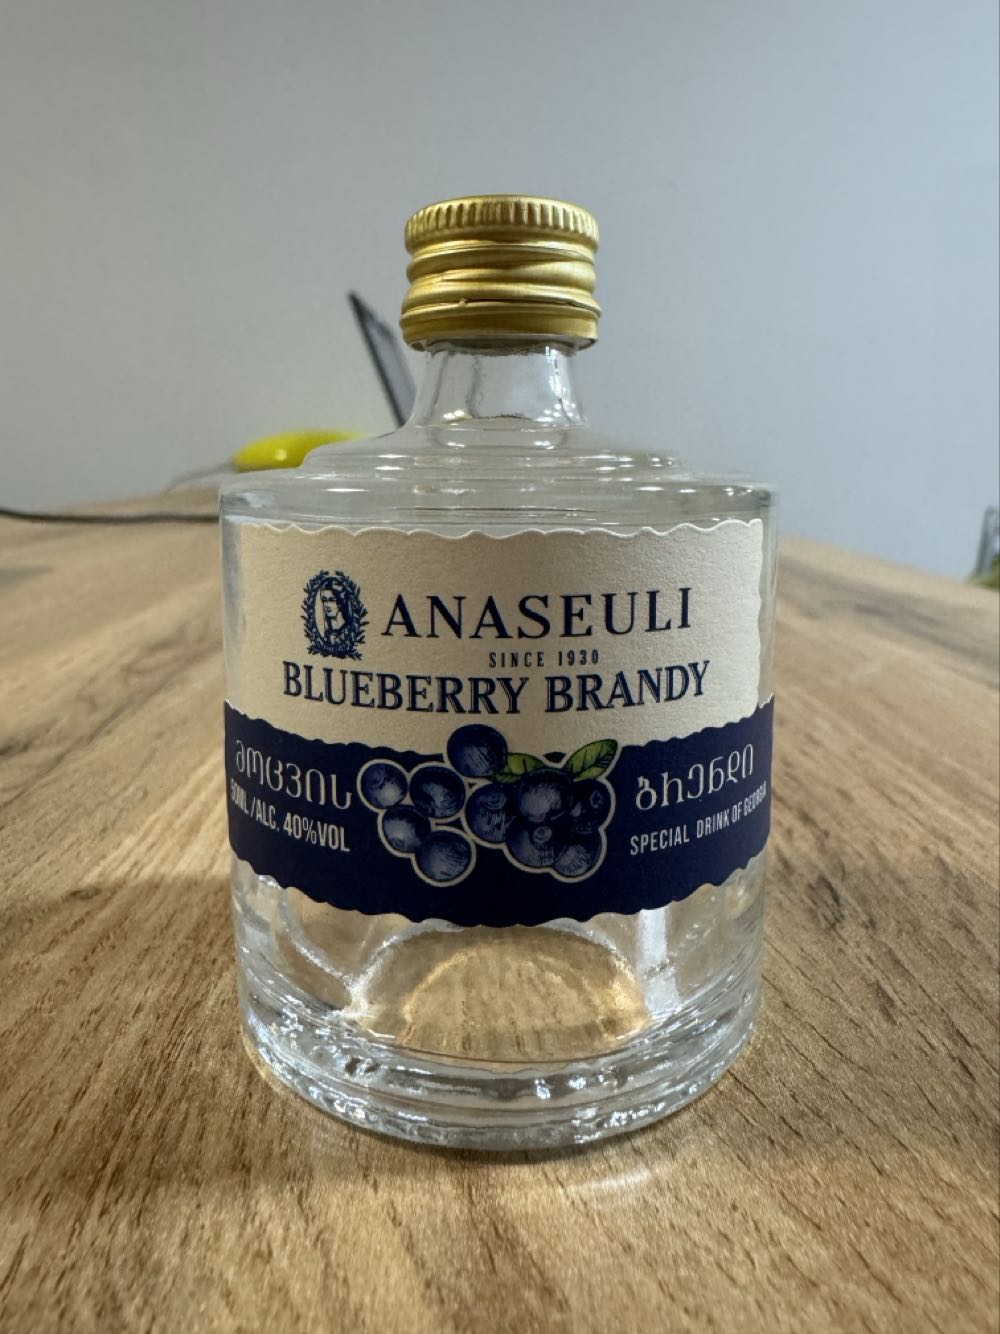 ANASEULI
SINCE 1930
BLUEBERRY BRANDY
მოცვის
50ML /ALC. 40%VOL
ბრენდი
SPECIAL DRINK OF GEORGIA